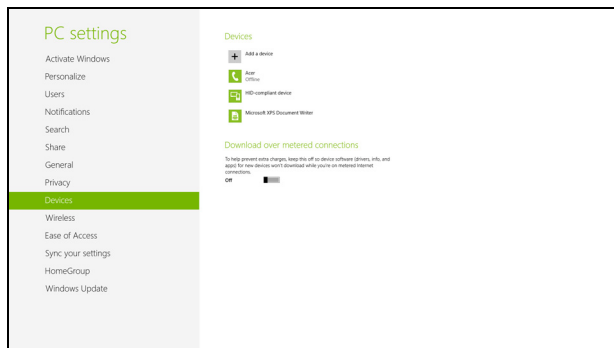 PC settings
Activate Windows
Personalize
Users
Notifications
Search
Share
General
Privacy
Devices
Wireless
Ease of Access
Sync your settings
HomeGroup
Windows Update
Devices
Add a device
Acer
Offline
HID-compliant device
Microsoft XPS Document Writer
Download over metered connections
To help prevent extra charges, keep this off so device software (drivers, info, and
apps) for new devices won't download while you're on metered Internet
connections.
Off